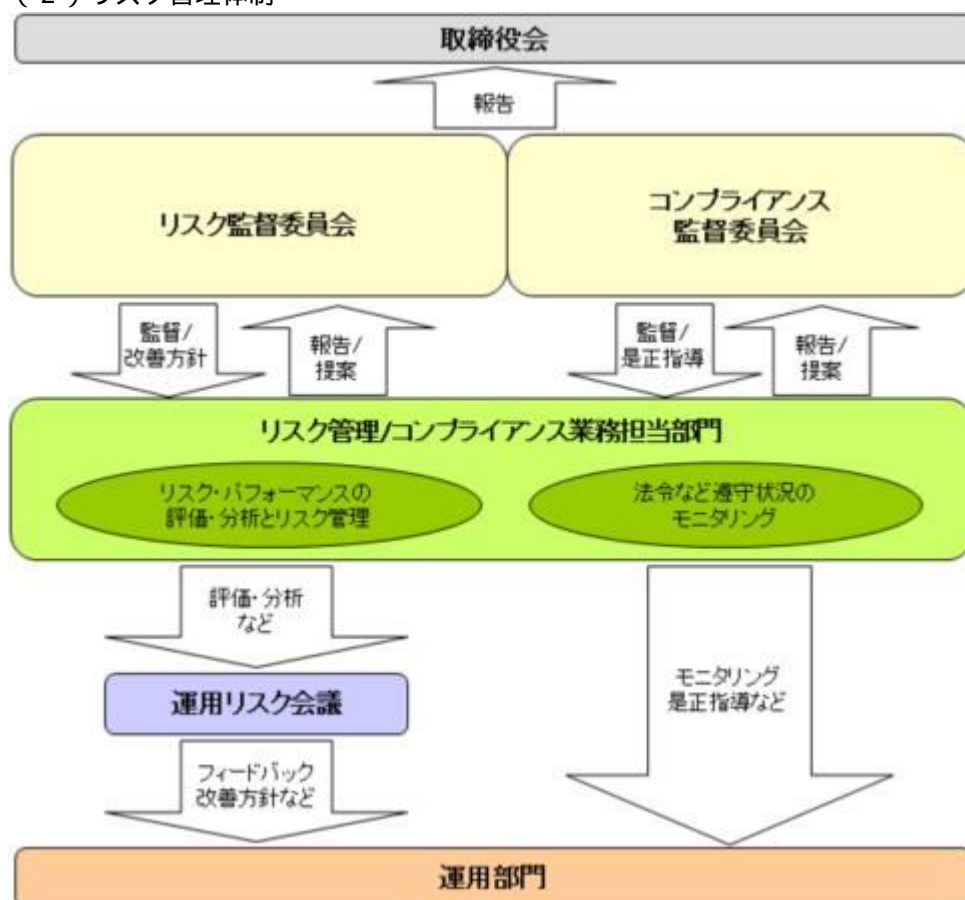 (2)リスク管理体制
取締役会
報告
リスク監督委員会
コンプライアンス
監督委員会
監督/
改善方針
報告/
提案
監督/
是正指導
報告/
提案
リスク管理/コンプライアンス業務担当部門
リスク・パフォーマンスの
評価・分析とリスク管理
法令など遵守状況の
モニタリング
評価・分析
など
運用リスク会議
モニタリング
是正指導など
フィードバック
改善方針など
運用部門